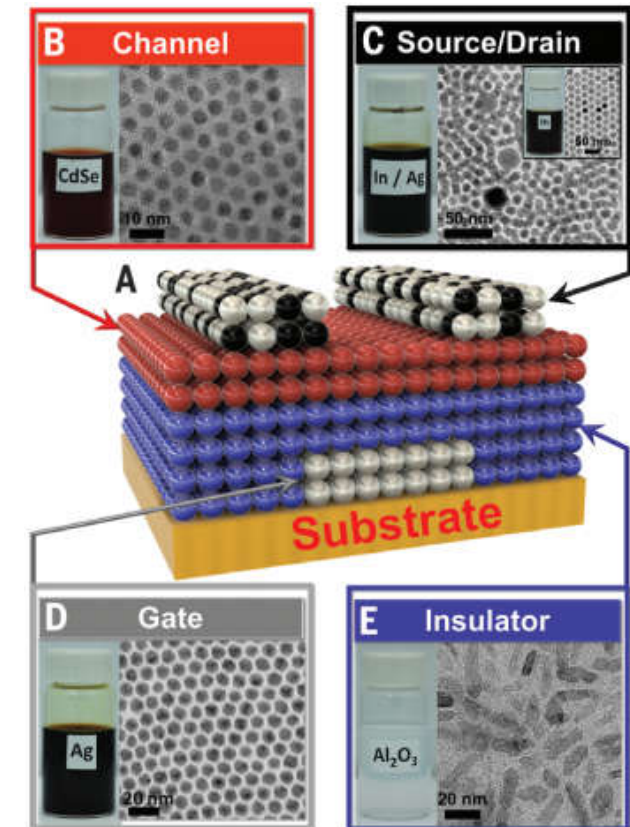 B Channel
CdSe
10 nm
C Source/Drain
In / Ag
50 nm
In
50 nm
A
Substrate
D Gate
Ag
20 nm
E Insulator
Al₂O₃
20 nm